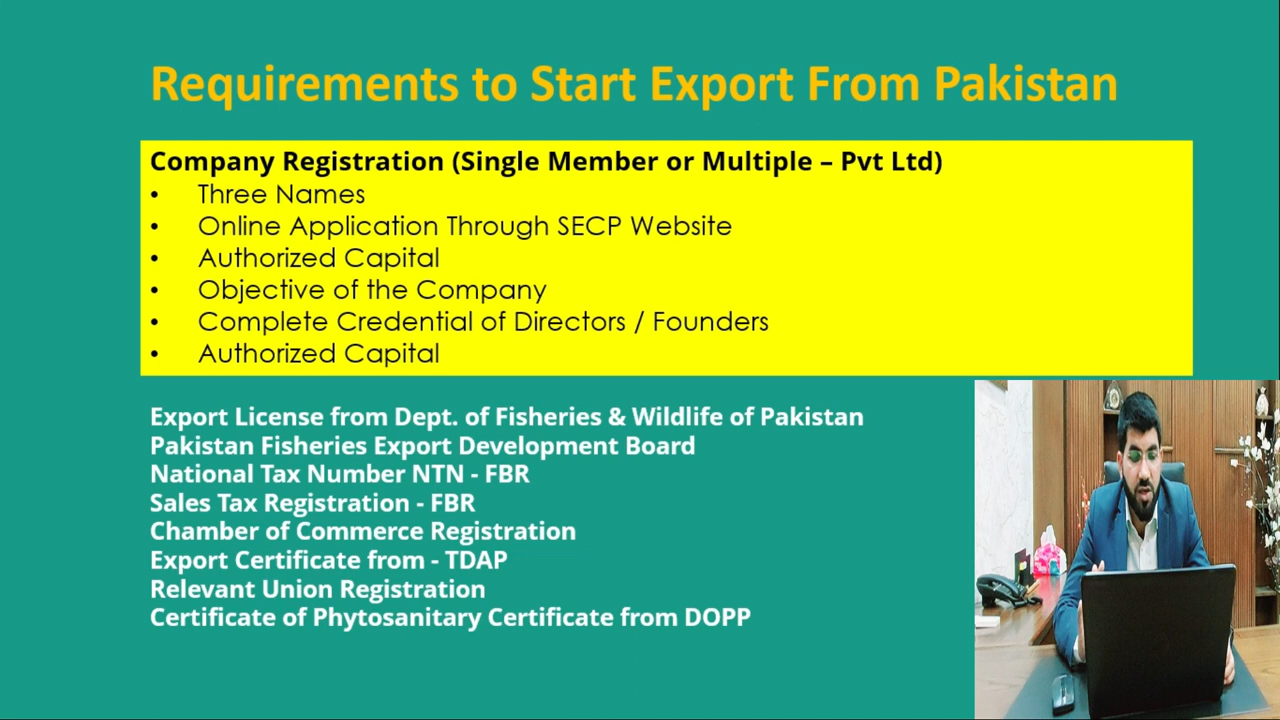 Requirements to Start Export From Pakistan
Company Registration (Single Member or Multiple – Pvt Ltd)
• Three Names
• Online Application Through SECP Website
• Authorized Capital
• Objective of the Company
• Complete Credential of Directors / Founders
• Authorized Capital
Export License from Dept. of Fisheries & Wildlife of Pakistan
Pakistan Fisheries Export Development Board
National Tax Number NTN - FBR
Sales Tax Registration - FBR
Chamber of Commerce Registration
Export Certificate from - TDAP
Relevant Union Registration
Certificate of Phytosanitary Certificate from DOPP